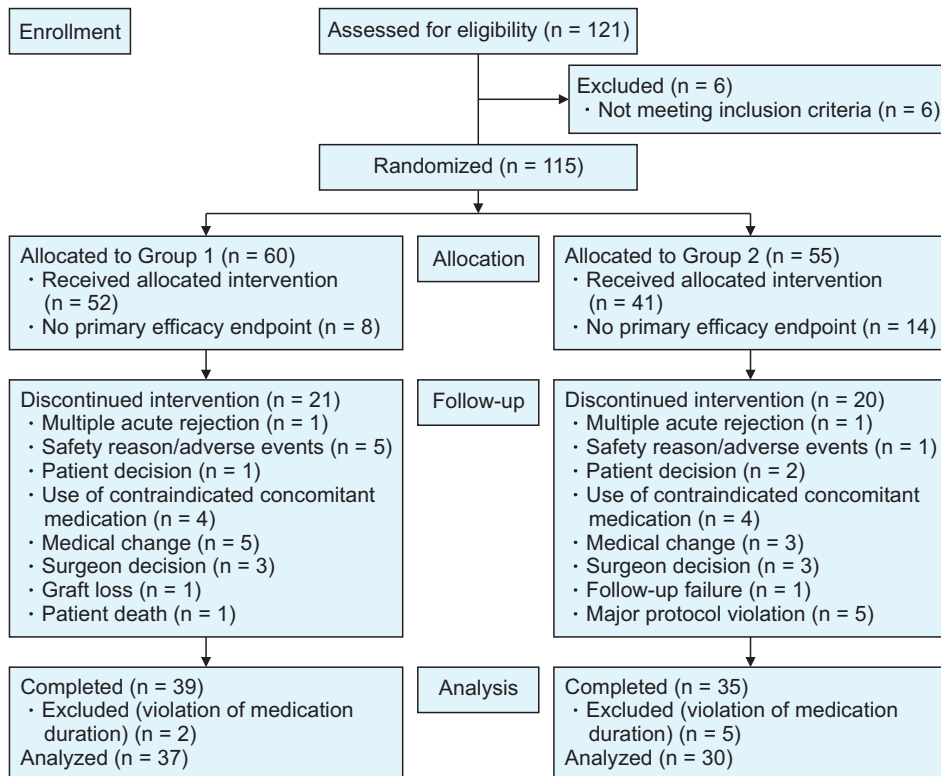 Enrollment
Assessed for eligibility (n = 121)
Excluded (n = 6)
· Not meeting inclusion criteria (n = 6)
Randomized (n = 115)
Allocated to Group 1 (n = 60)
· Received allocated intervention
(n = 52)
· No primary efficacy endpoint (n = 8)
Allocation
Allocated to Group 2 (n = 55)
· Received allocated intervention
(n = 41)
· No primary efficacy endpoint (n = 14)
Discontinued intervention (n = 21)
· Multiple acute rejection (n = 1)
· Safety reason/adverse events (n = 5)
· Patient decision (n = 1)
· Use of contraindicated concomitant
medication (n = 4)
· Medical change (n = 5)
· Surgeon decision (n = 3)
· Graft loss (n = 1)
· Patient death (n = 1)
Follow-up
Discontinued intervention (n = 20)
· Multiple acute rejection (n = 1)
· Safety reason/adverse events (n = 1)
· Patient decision (n = 2)
· Use of contraindicated concomitant
medication (n = 4)
· Medical change (n = 3)
· Surgeon decision (n = 3)
· Follow-up failure (n = 1)
· Major protocol violation (n = 5)
Completed (n = 39)
· Excluded (violation of medication
duration) (n = 2)
Analyzed (n = 37)
Analysis
Completed (n = 35)
· Excluded (violation of medication
duration) (n = 5)
Analyzed (n = 30)